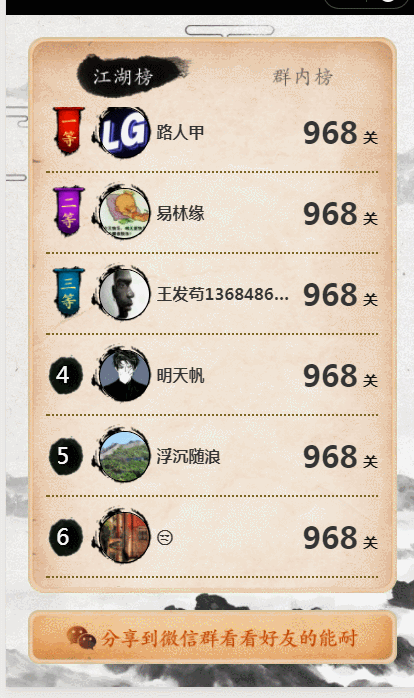 江湖榜 群内榜
一等 LG 路人甲 968 关
二等 易林缘 968 关
三等 王发苟1368486... 968 关
4 明天帆 968 关
5 浮沉随浪 968 关
6 968 关
分享到微信群看看好友的能耐